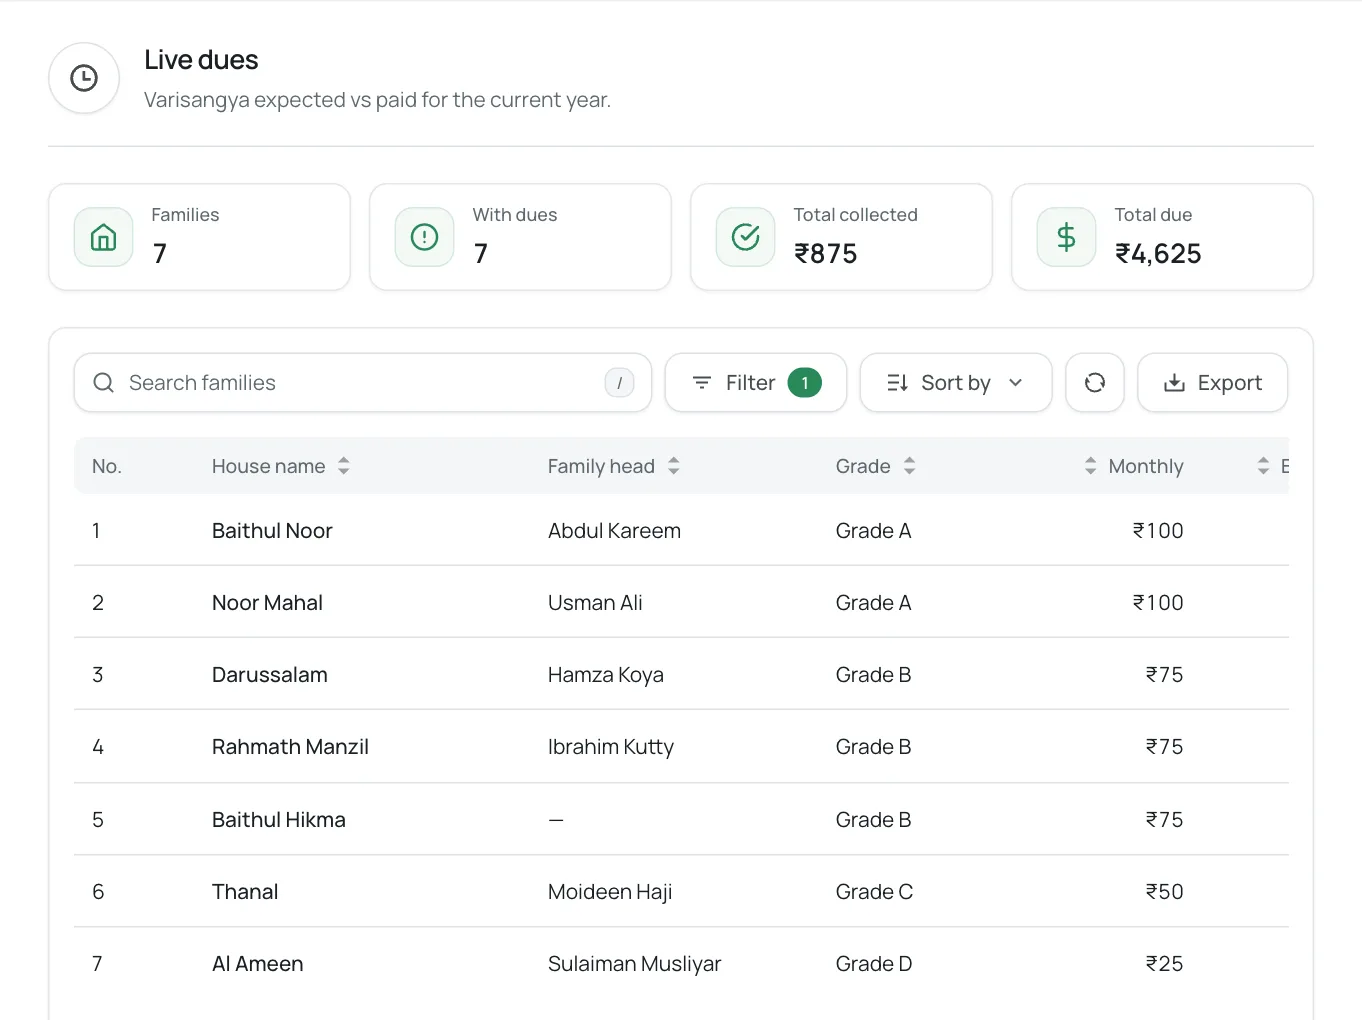 Live dues
Varisangya expected vs paid for the current year.
Families
7
With dues
7
Total collected
₹875
Total due
₹4,625
Search families /
Filter 1
Sort by
Export
No. House name Family head Grade Monthly E
1 Baithul Noor Abdul Kareem Grade A ₹100
2 Noor Mahal Usman Ali Grade A ₹100
3 Darussalam Hamza Koya Grade B ₹75
4 Rahmath Manzil Ibrahim Kutty Grade B ₹75
5 Baithul Hikma — Grade B ₹75
6 Thanal Moideen Haji Grade C ₹50
7 Al Ameen Sulaiman Musliyar Grade D ₹25